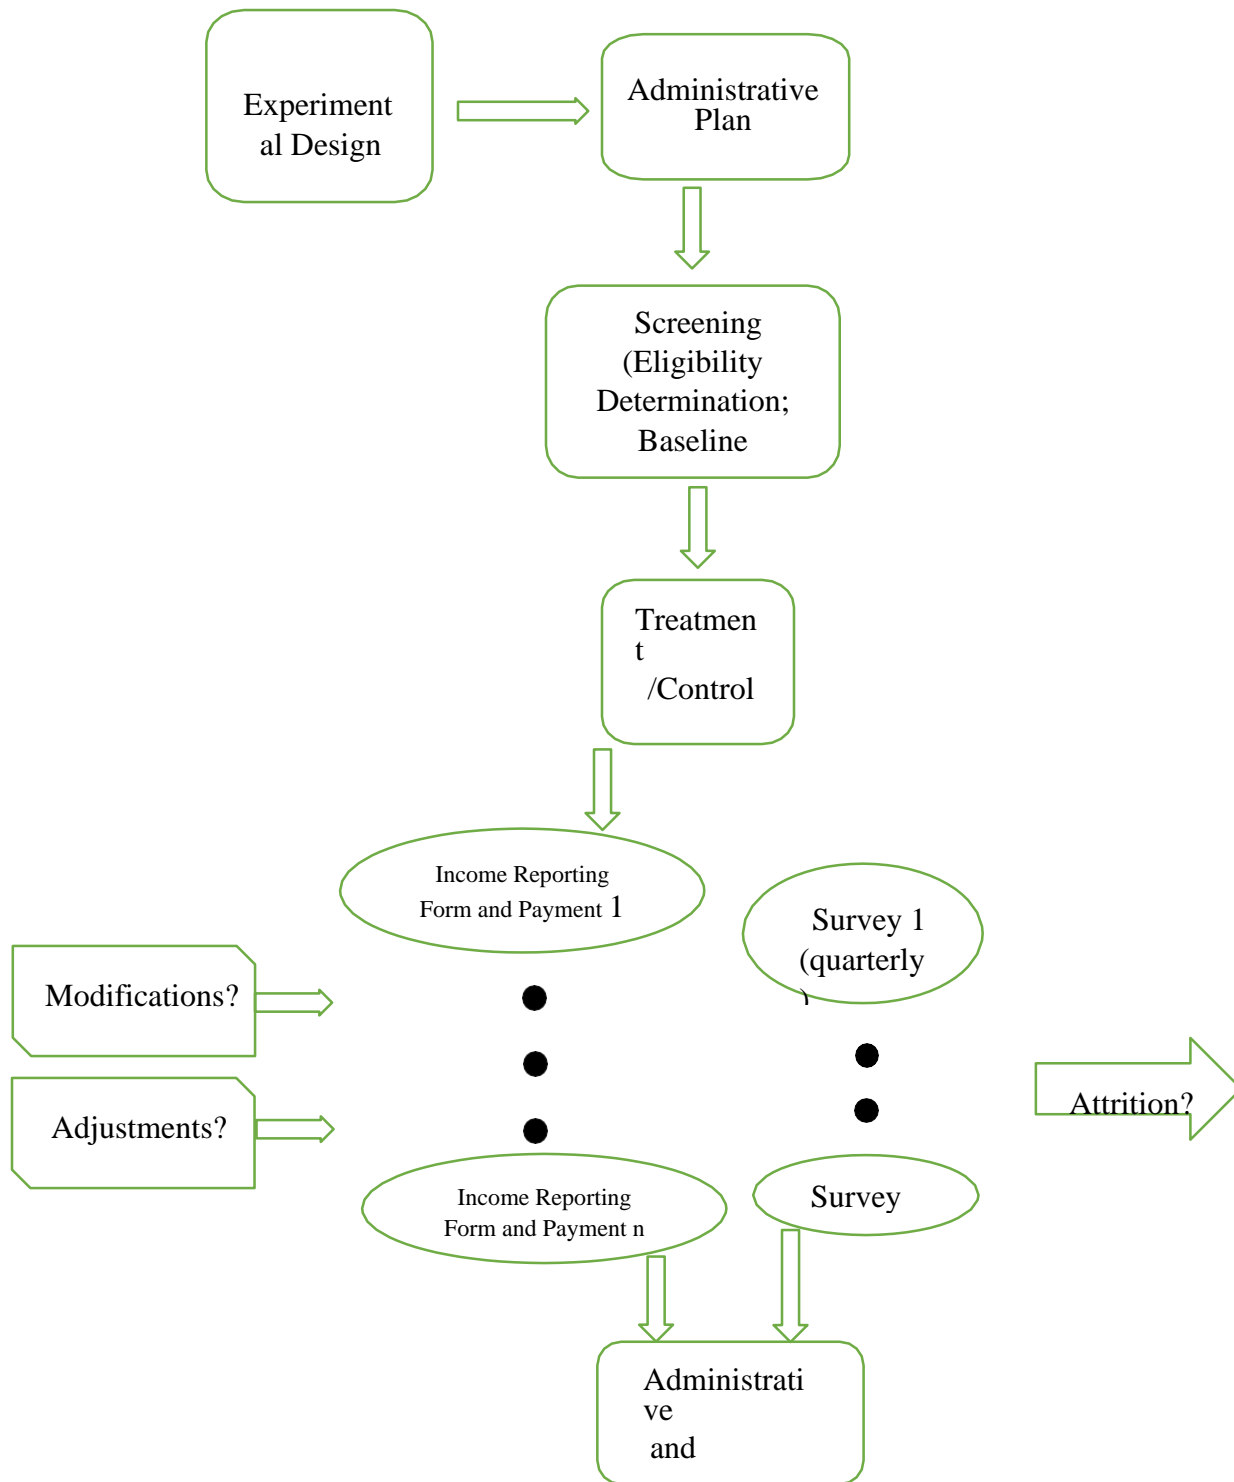 Experiment
al Design
Administrative
Plan
Screening
(Eligibility
Determination;
Baseline
Treatmen
t
/Control
Income Reporting
Form and Payment 1
Survey 1
(quarterly
)
Modifications?
Adjustments?
Attrition?
Income Reporting
Form and Payment n
Survey
Administrati
ve
and